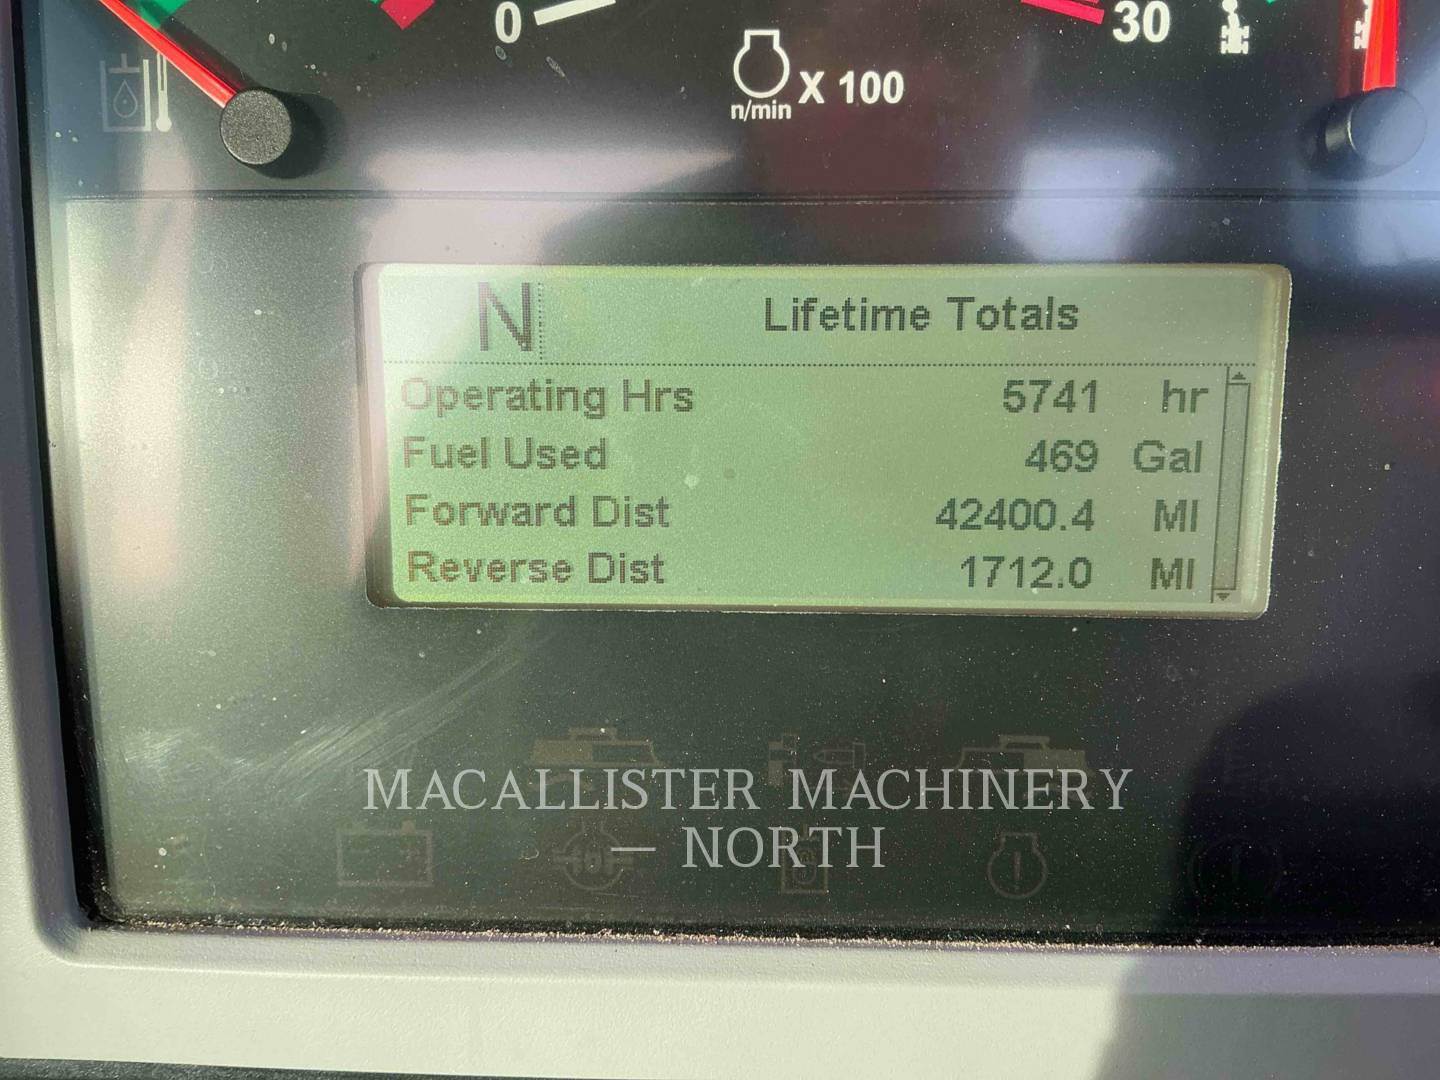 0
30
n/min X 100
N Lifetime Totals
Operating Hrs 5741 hr
Fuel Used 469 Gal
Forward Dist 42400.4 MI
Reverse Dist 1712.0 MI
MACALLISTER MACHINERY
— NORTH